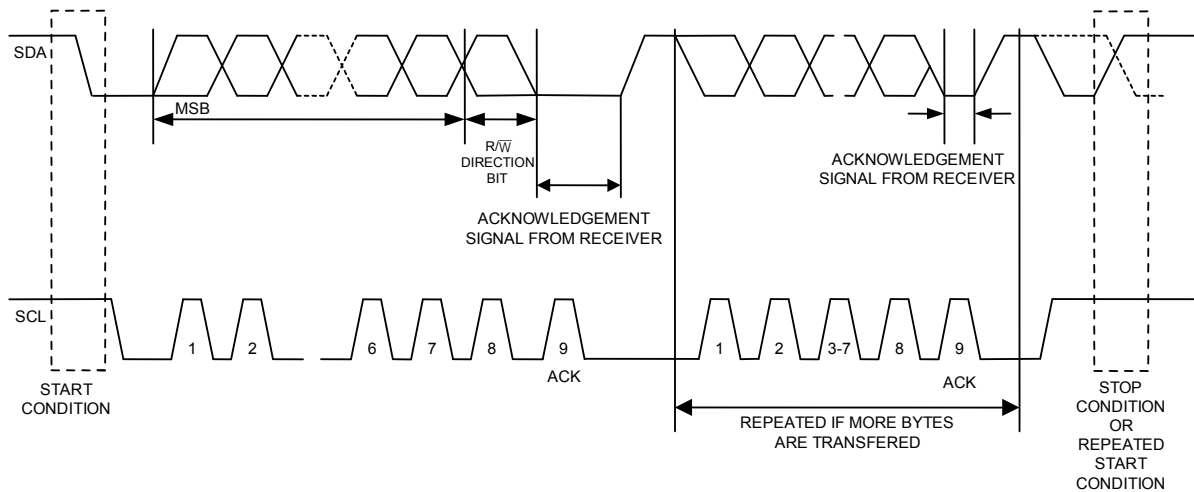 SDA
MSB
R/W̅
DIRECTION
BIT
ACKNOWLEDGEMENT
SIGNAL FROM RECEIVER
ACKNOWLEDGEMENT
SIGNAL FROM RECEIVER
SCL
1
2
6
7
8
9
ACK
1
2
3-7
8
9
ACK
START
CONDITION
REPEATED IF MORE BYTES
ARE TRANSFERED
STOP
CONDITION
OR
REPEATED
START
CONDITION